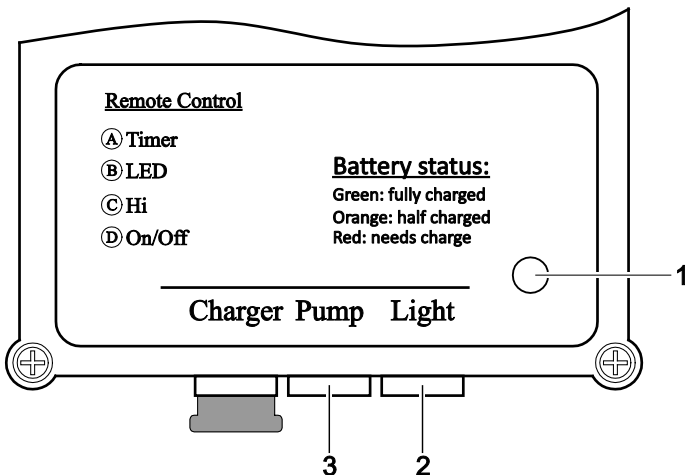 Remote Control
Ⓐ Timer
Ⓑ LED
Ⓒ Hi
Ⓓ On/Off
Battery status:
Green: fully charged
Orange: half charged
Red: needs charge
1
Charger Pump Light
3 2